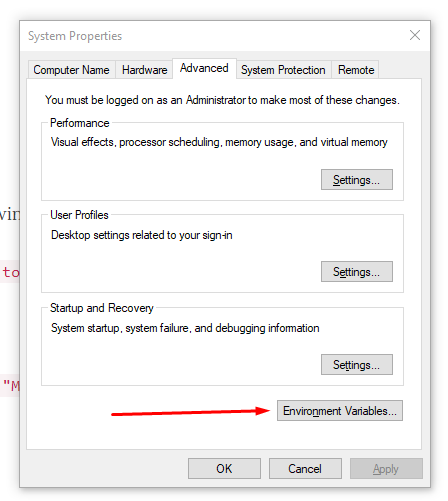 System Properties
Computer Name Hardware Advanced System Protection Remote
You must be logged on as an Administrator to make most of these changes.
Performance
Visual effects, processor scheduling, memory usage, and virtual memory
Settings...
User Profiles
Desktop settings related to your sign-in
Settings...
Startup and Recovery
System startup, system failure, and debugging information
Settings...
Environment Variables...
OK Cancel Apply